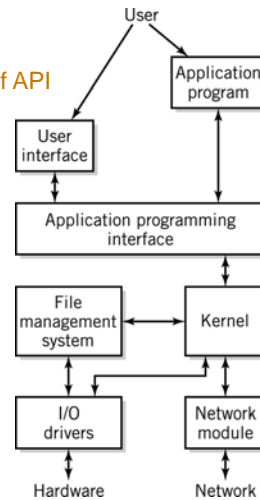 User
f API
Application
program
User
interface
Application programming
interface
File
management
system
Kernel
I/O
drivers
Network
module
Hardware
Network